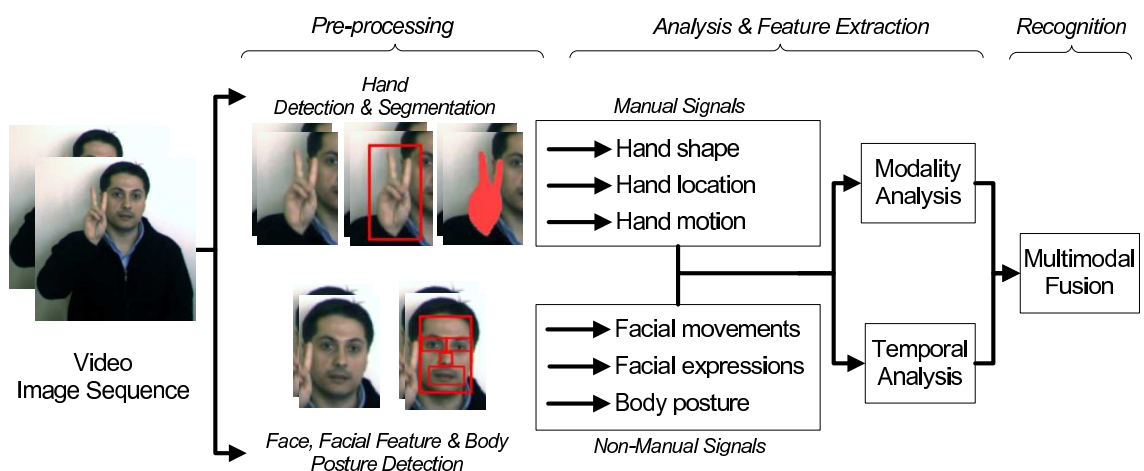 Pre-processing
Analysis & Feature Extraction
Recognition
Hand
Detection & Segmentation
Manual Signals
Hand shape
Hand location
Hand motion
Modality
Analysis
Multimodal
Fusion
Video
Image Sequence
Facial movements
Facial expressions
Body posture
Temporal
Analysis
Face, Facial Feature & Body
Posture Detection
Non-Manual Signals